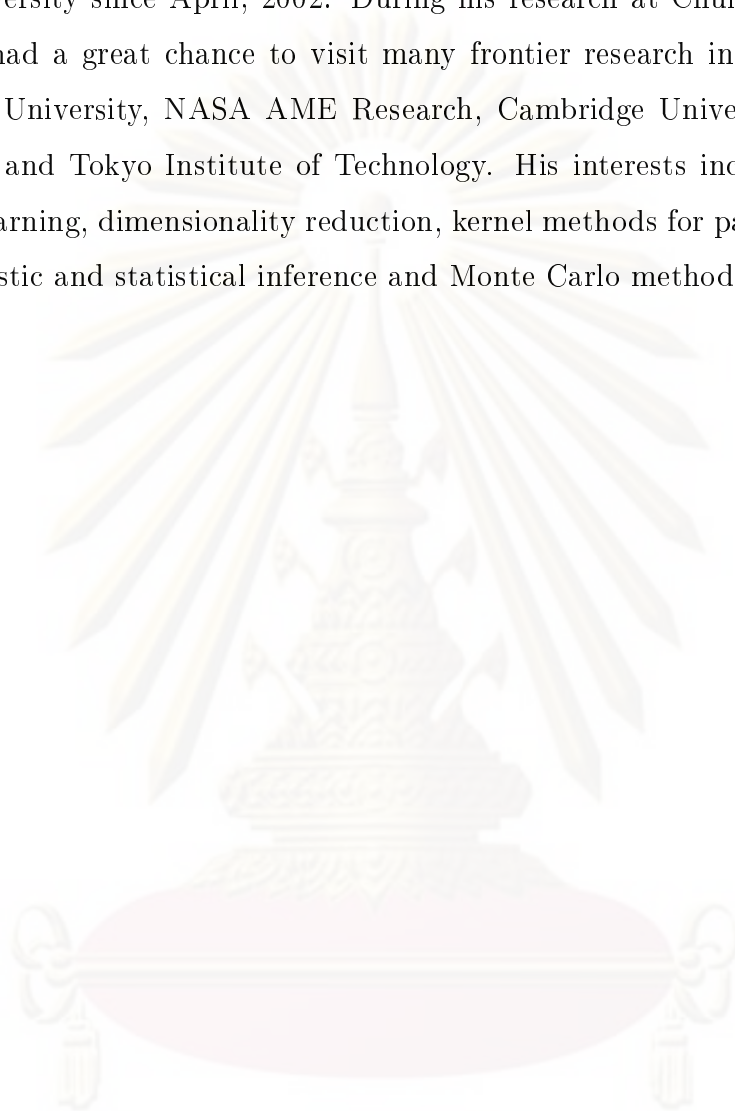 versity since April, 2002. During his research at Chul
had a great chance to visit many frontier research in
University, NASA AME Research, Cambridge Unive
and Tokyo Institute of Technology. His interests inc
arning, dimensionality reduction, kernel methods for pa
stic and statistical inference and Monte Carlo method